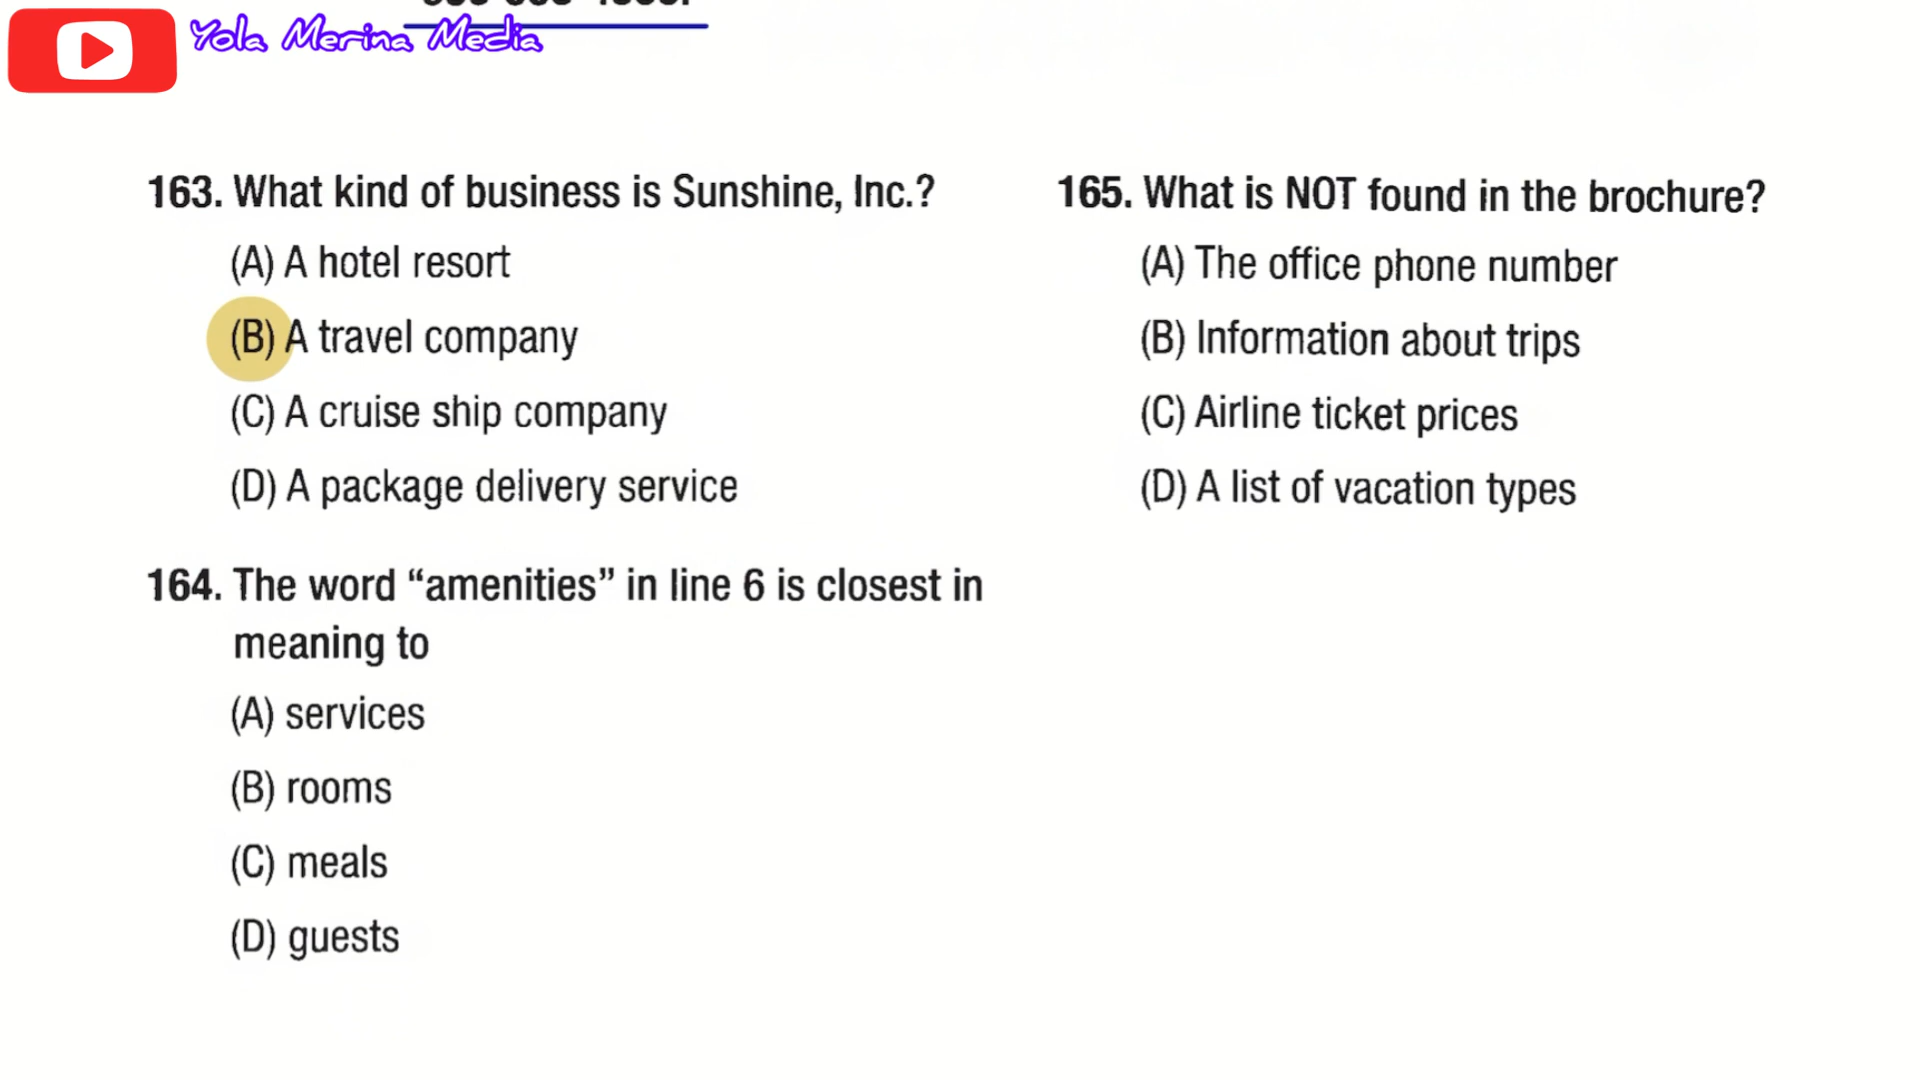 Yola Merina Media
163. What kind of business is Sunshine, Inc.?
(A) A hotel resort
(B) A travel company
(C) A cruise ship company
(D) A package delivery service
164. The word “amenities” in line 6 is closest in
meaning to
(A) services
(B) rooms
(C) meals
(D) guests
165. What is NOT found in the brochure?
(A) The office phone number
(B) Information about trips
(C) Airline ticket prices
(D) A list of vacation types